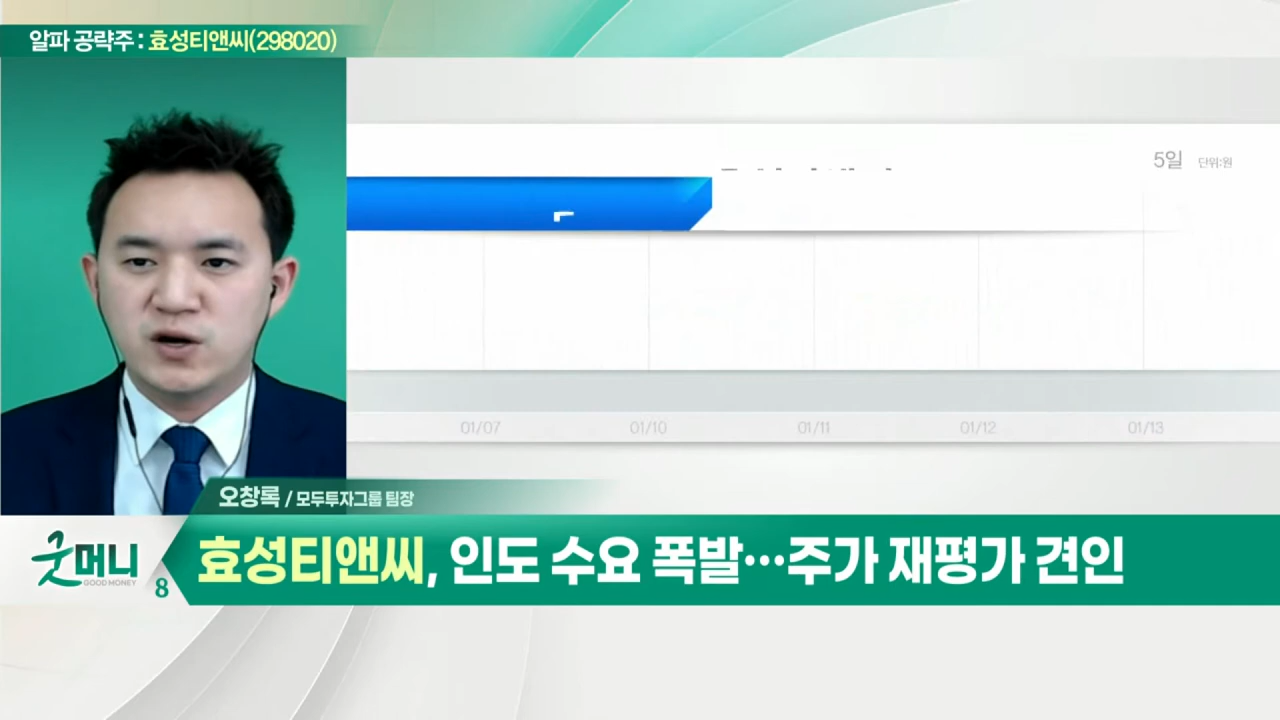 알파 공략주 : 효성티앤씨(298020)
5일 단위:원
01/07 01/10 01/11 01/12 01/13
오창록 / 모두투자그룹 팀장
굿머니
GOOD MONEY
8
효성티앤씨, 인도 수요 폭발…주가 재평가 견인